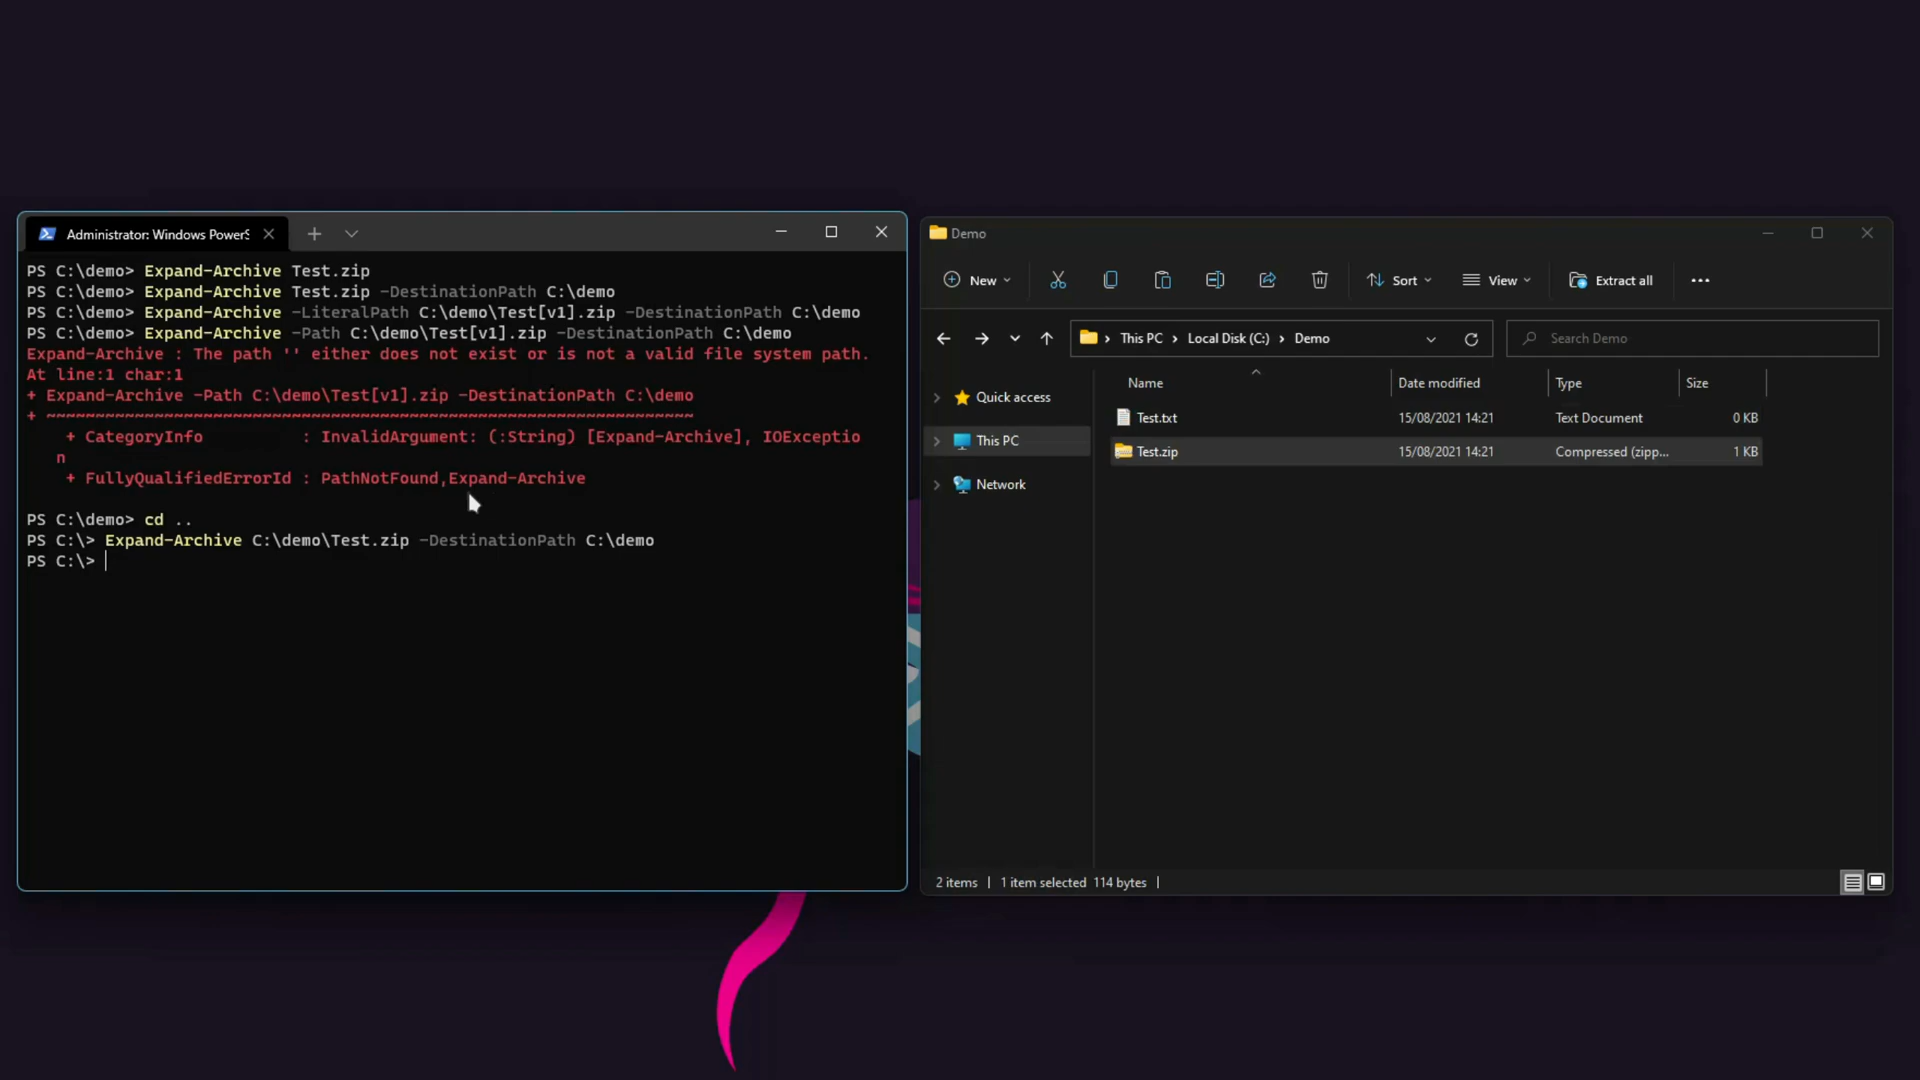 Administrator: Windows PowerS
PS C:\demo> Expand-Archive Test.zip
PS C:\demo> Expand-Archive Test.zip -DestinationPath C:\demo
PS C:\demo> Expand-Archive -LiteralPath C:\demo\Test[v1].zip -DestinationPath C:\demo
PS C:\demo> Expand-Archive -Path C:\demo\Test[v1].zip -DestinationPath C:\demo
Expand-Archive : The path '' either does not exist or is not a valid file system path.
At line:1 char:1
+ Expand-Archive -Path C:\demo\Test[v1].zip -DestinationPath C:\demo
+ ~~~~~~~~~~~~~~~~~~~~~~~~~~~~~~~~~~~~~~~~~~~~~~~~~~~~~~~~~~~~~~~~~~
+ CategoryInfo : InvalidArgument: (:String) [Expand-Archive], IOExceptio
n
+ FullyQualifiedErrorId : PathNotFound,Expand-Archive
PS C:\demo> cd ..
PS C:\> Expand-Archive C:\demo\Test.zip -DestinationPath C:\demo
PS C:\>
Demo
New Sort View Extract all
This PC Local Disk (C:) Demo Search Demo
Quick access
This PC
Network
Name Date modified Type Size
Test.txt 15/08/2021 14:21 Text Document 0 KB
Test.zip 15/08/2021 14:21 Compressed (zipp... 1 KB
2 items 1 item selected 114 bytes